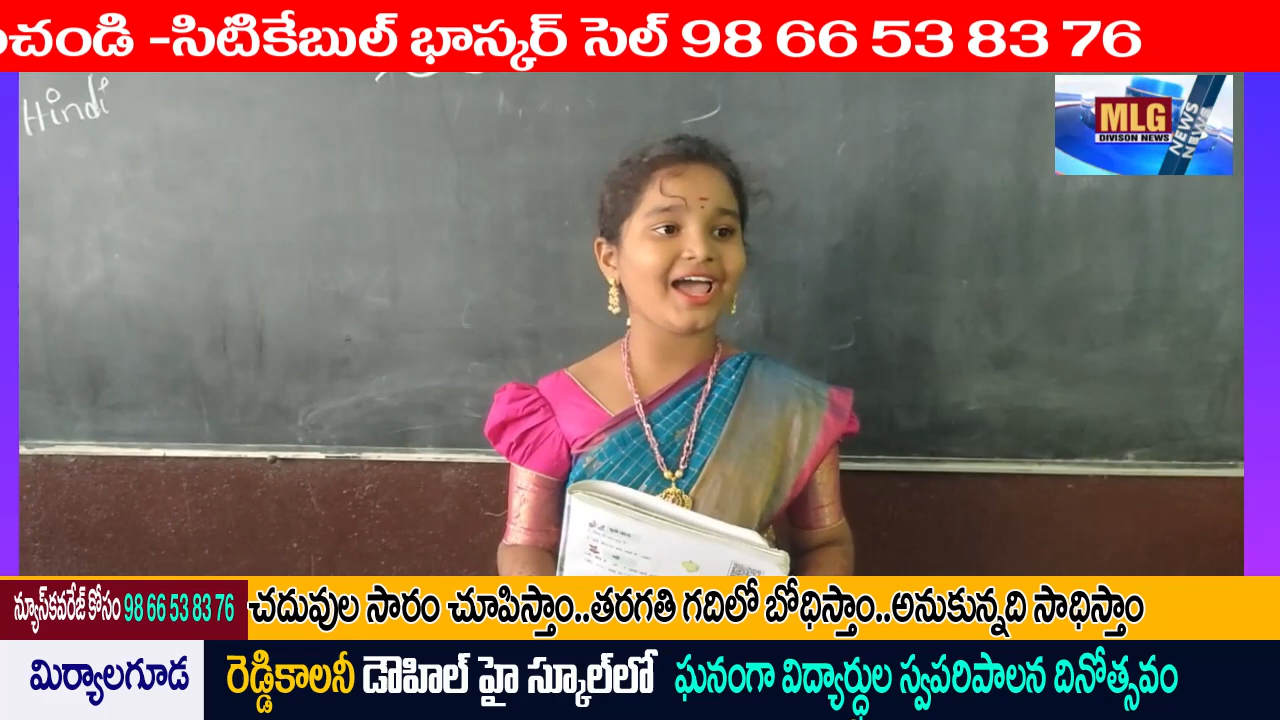 చండి -సిటికేబుల్ భాస్కర్ సెల్ 98 66 53 83 76
Hindi
MLG
DIVISON NEWS
NEWS
NEWS
న్యూస్‌కవరేజ్ కోసం 98 66 53 83 76
చదువుల సారం చూపిస్తాం..తరగతి గదిలో బోధిస్తాం..అనుకున్నది సాధిస్తాం
మిర్యాలగూడ
రెడ్డికాలనీ డౌహిల్ హై స్కూల్‌లో ఘనంగా విద్యార్థుల స్వపరిపాలన దినోత్సవం